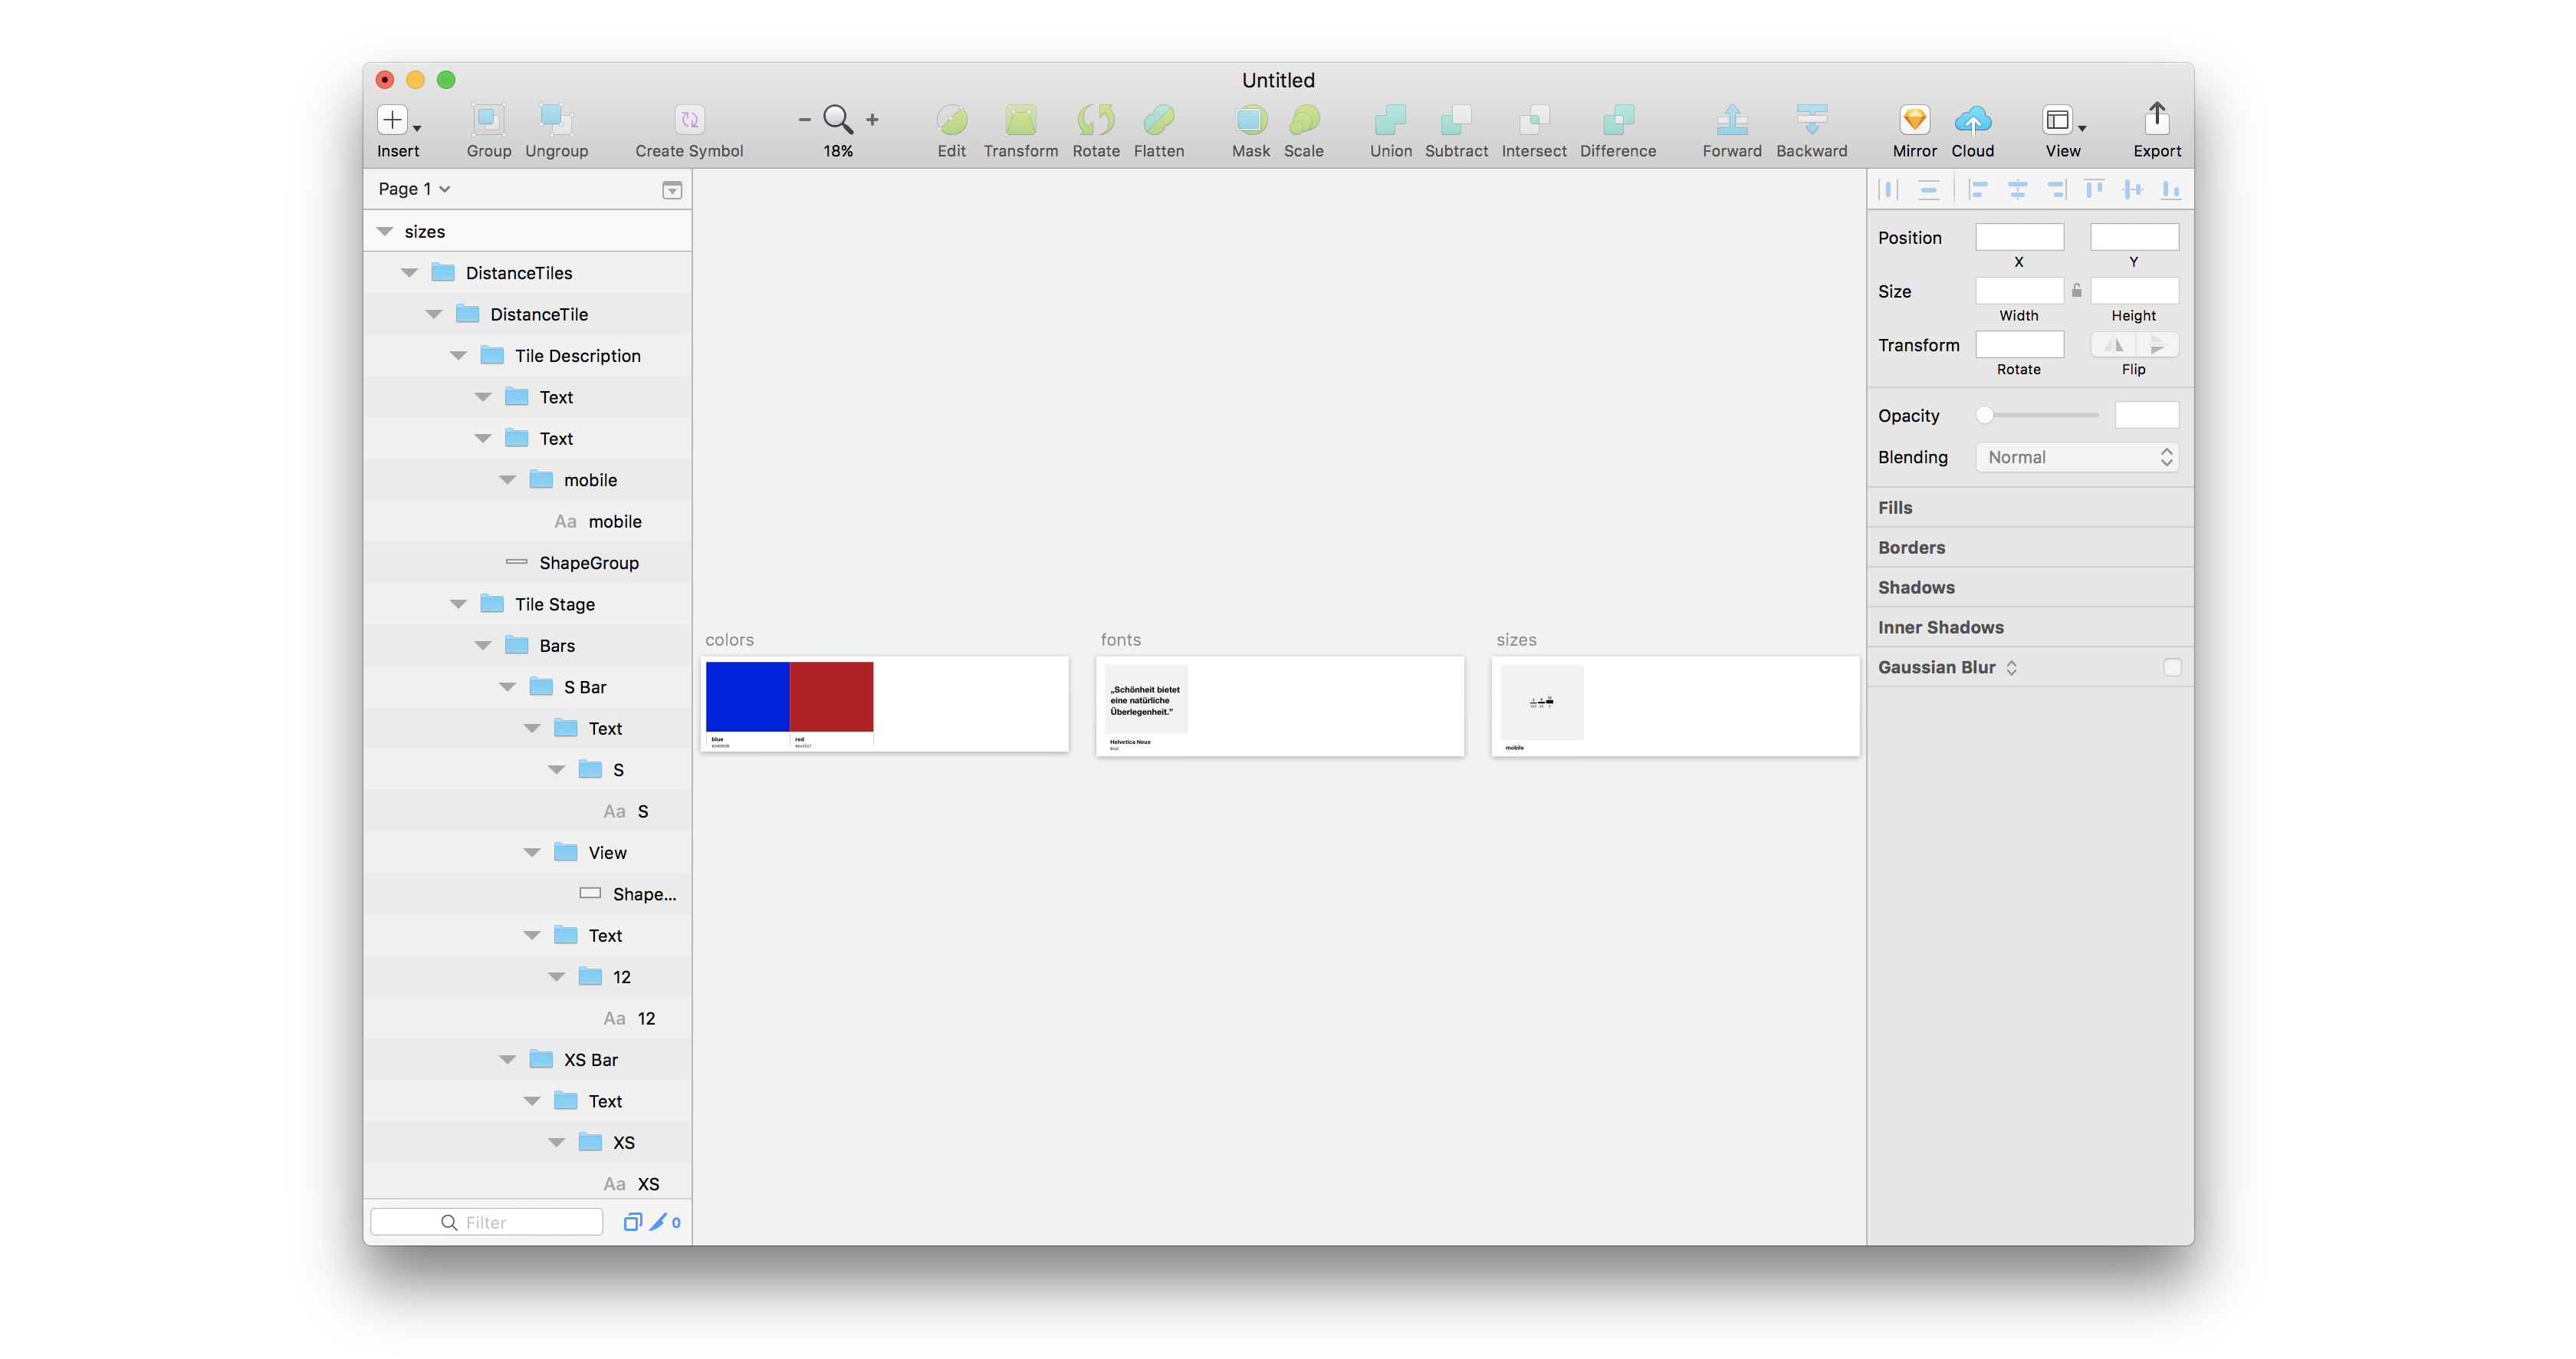 Untitled
Insert
Group
Ungroup
Create Symbol
18%
Edit
Transform
Rotate
Flatten
Mask
Scale
Union
Subtract
Intersect
Difference
Forward
Backward
Mirror
Cloud
View
Export
Page 1
sizes
DistanceTiles
DistanceTile
Tile Description
Text
Text
mobile
Aa mobile
ShapeGroup
Tile Stage
Bars
S Bar
Text
S
Aa S
View
Shape...
Text
12
Aa 12
XS Bar
Text
XS
Aa XS
Filter
0
colors
blue
red
fonts
„Schönheit bietet
eine natürliche
Überlegenheit.”
Helvetica Neue
sizes
mobile
Position
X
Y
Size
Width
Height
Transform
Rotate
Flip
Opacity
Blending
Normal
Fills
Borders
Shadows
Inner Shadows
Gaussian Blur